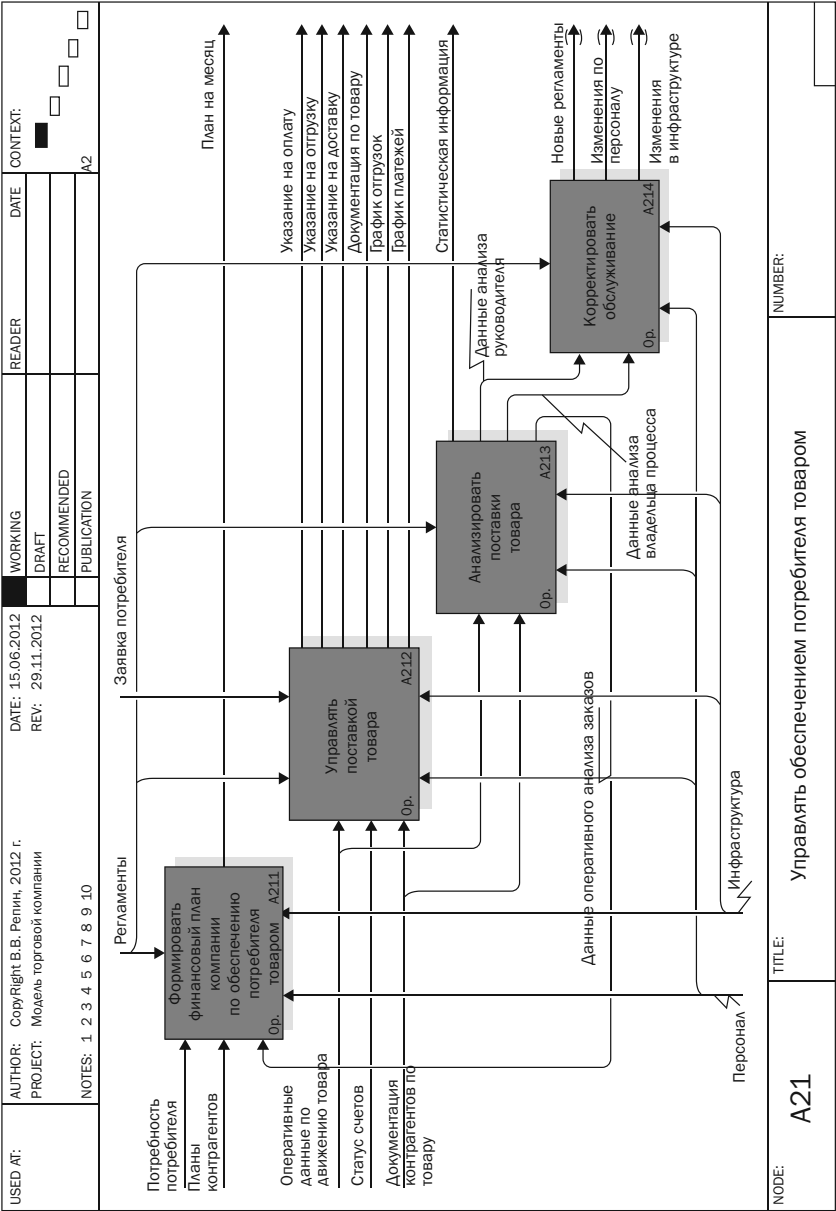 USED AT:
AUTHOR: CopyRight В.В. Репин, 2012 г.
PROJECT: Модель торговой компании
NOTES: 1 2 3 4 5 6 7 8 9 10
DATE: 15.06.2012
REV: 29.11.2012
WORKING
DRAFT
RECOMMENDED
PUBLICATION
READER
DATE
CONTEXT:
A2
Регламенты
Заявка потребителя
Потребность
потребителя
Планы
контрагентов
Формировать
финансовый план
компании
по обеспечению
потребителя
товаром
0р.
A211
План на месяц
Оперативные
данные по
движению товара
Статус счетов
Документация
контрагентов по
товару
Управлять
поставкой
товара
0р.
A212
Указание на оплату
Указание на отгрузку
Указание на доставку
Документация по товару
График отгрузок
График платежей
Анализировать
поставки
товара
0р.
A213
Статистическая информация
Данные анализа
руководителя
Данные анализа
владельца процесса
Данные оперативного анализа заказов
Корректировать
обслуживание
0р.
A214
Новые регламенты
Изменения по
персоналу
Изменения
в инфраструктуре
Персонал
Инфраструктура
NODE:
A21
TITLE:
Управлять обеспечением потребителя товаром
NUMBER: